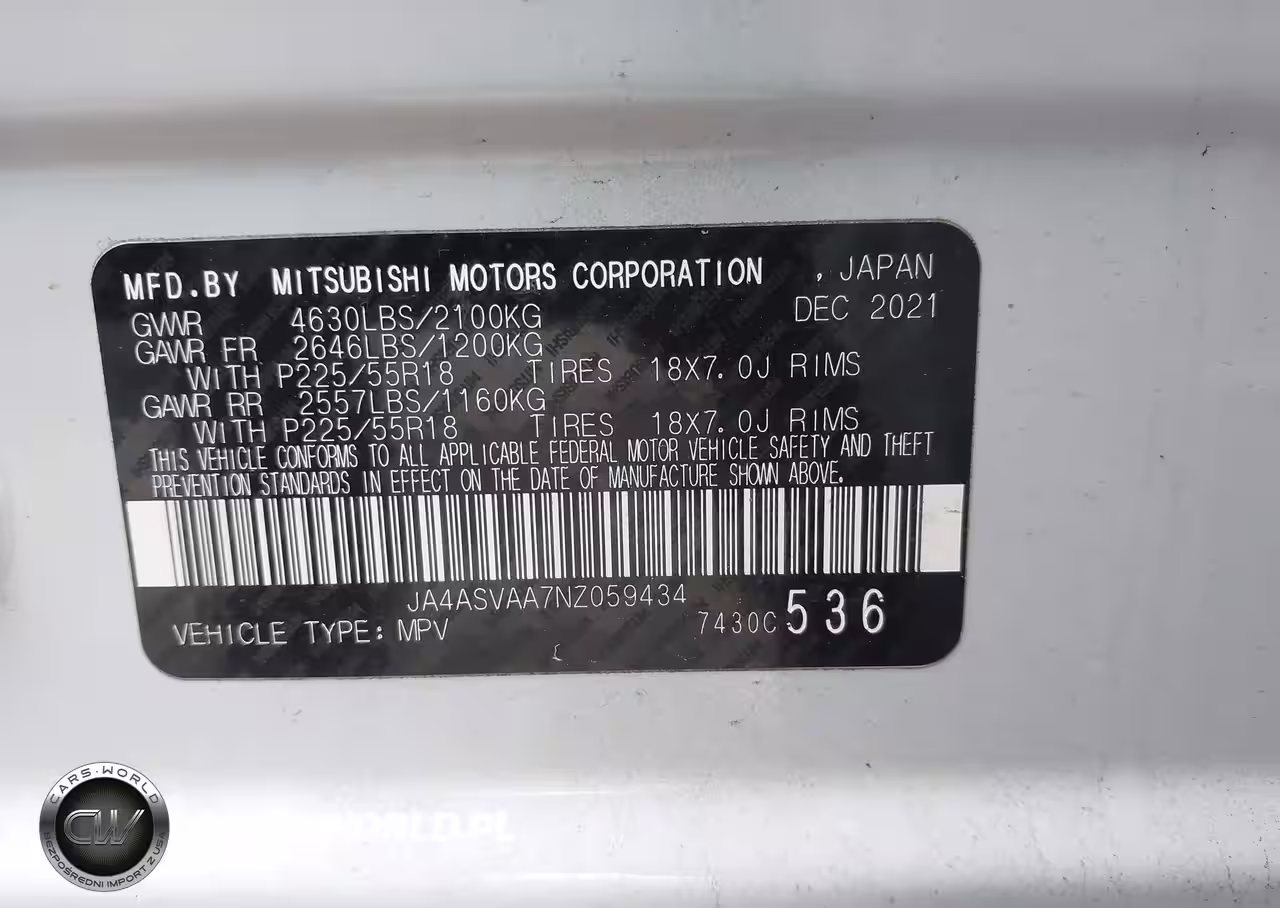 MFD.BY MITSUBISHI MOTORS CORPORATION , JAPAN
GVWR 4630LBS/2100KG DEC 2021
GAWR FR 2646LBS/1200KG
WITH P225/55R18 TIRES 18X7.0J RIMS
GAWR RR 2557LBS/1160KG
WITH P225/55R18 TIRES 18X7.0J RIMS
THIS VEHICLE CONFORMS TO ALL APPLICABLE FEDERAL MOTOR VEHICLE SAFETY AND THEFT
PREVENTION STANDARDS IN EFFECT ON THE DATE OF MANUFACTURE SHOWN ABOVE.
JA4ASVAA7NZ059434
VEHICLE TYPE: MPV 7430C 536
CARS-WORLD
CW
BEZPOŚREDNI IMPORT Z USA